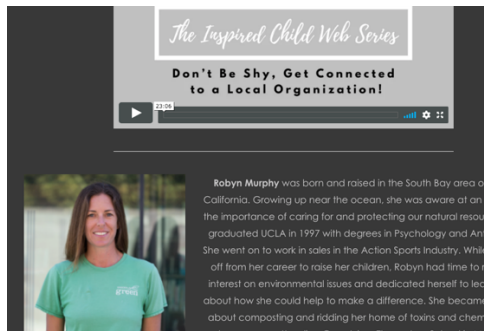 The Inspired Child Web Series
Don't Be Shy, Get Connected
to a Local Organization!
23:06
Robyn Murphy was born and raised in the South Bay area o
California. Growing up near the ocean, she was aware at an
the importance of caring for and protecting our natural resou
graduated UCLA in 1997 with degrees in Psychology and Ant
She went on to work in sales in the Action Sports Industry. While
off from her career to raise her children, Robyn had time to r
interest on environmental issues and dedicated herself to lea
about how she could help to make a difference. She became
green
about composting and ridding her home of toxins and chem